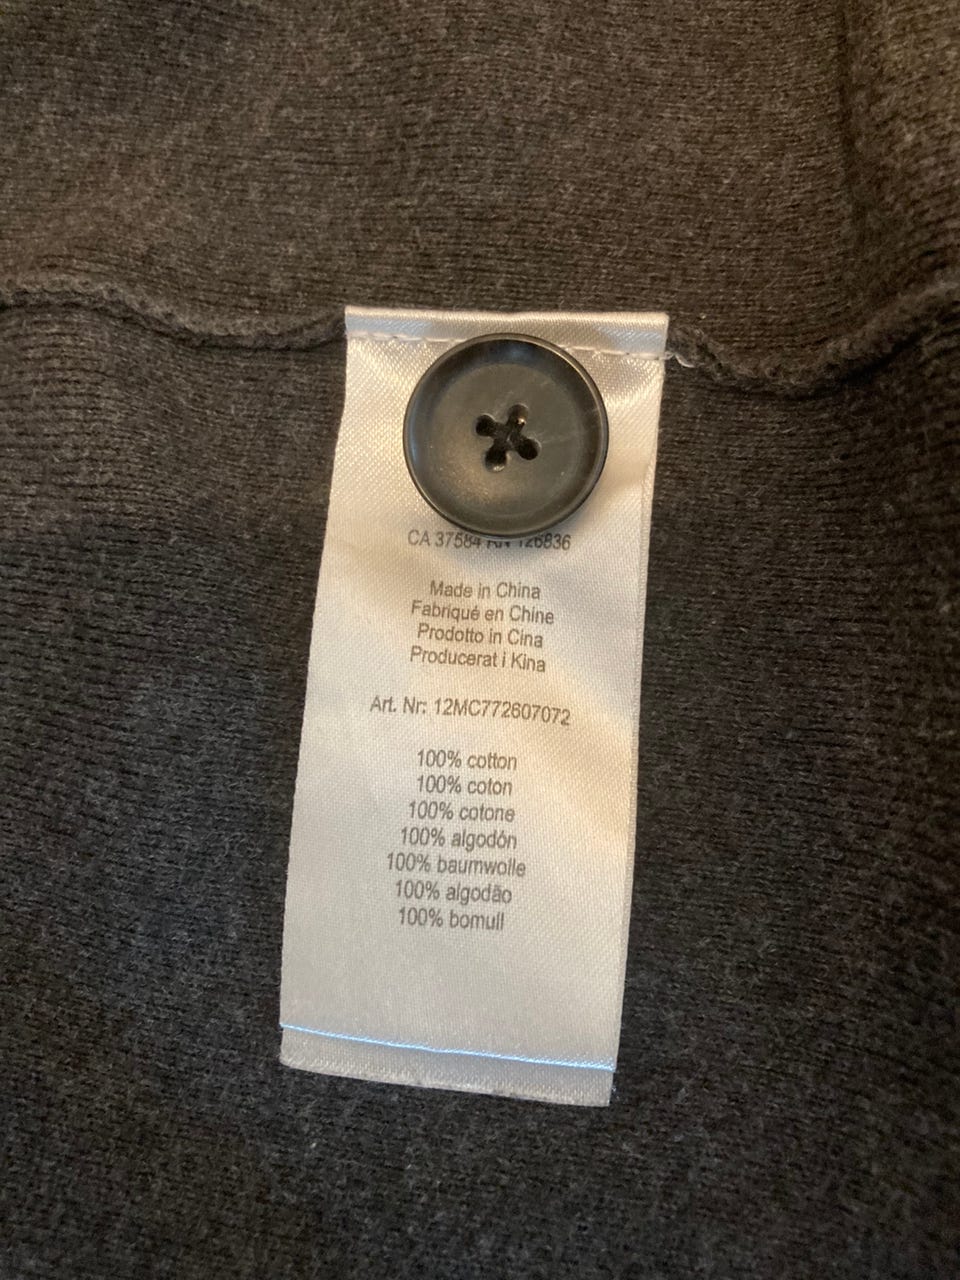 CA 37584 RN 126836
Made in China
Fabriqué en Chine
Prodotto in Cina
Producerat i Kina
Art. Nr: 12MC772607072
100% cotton
100% coton
100% cotone
100% algodón
100% baumwolle
100% algodão
100% bomull